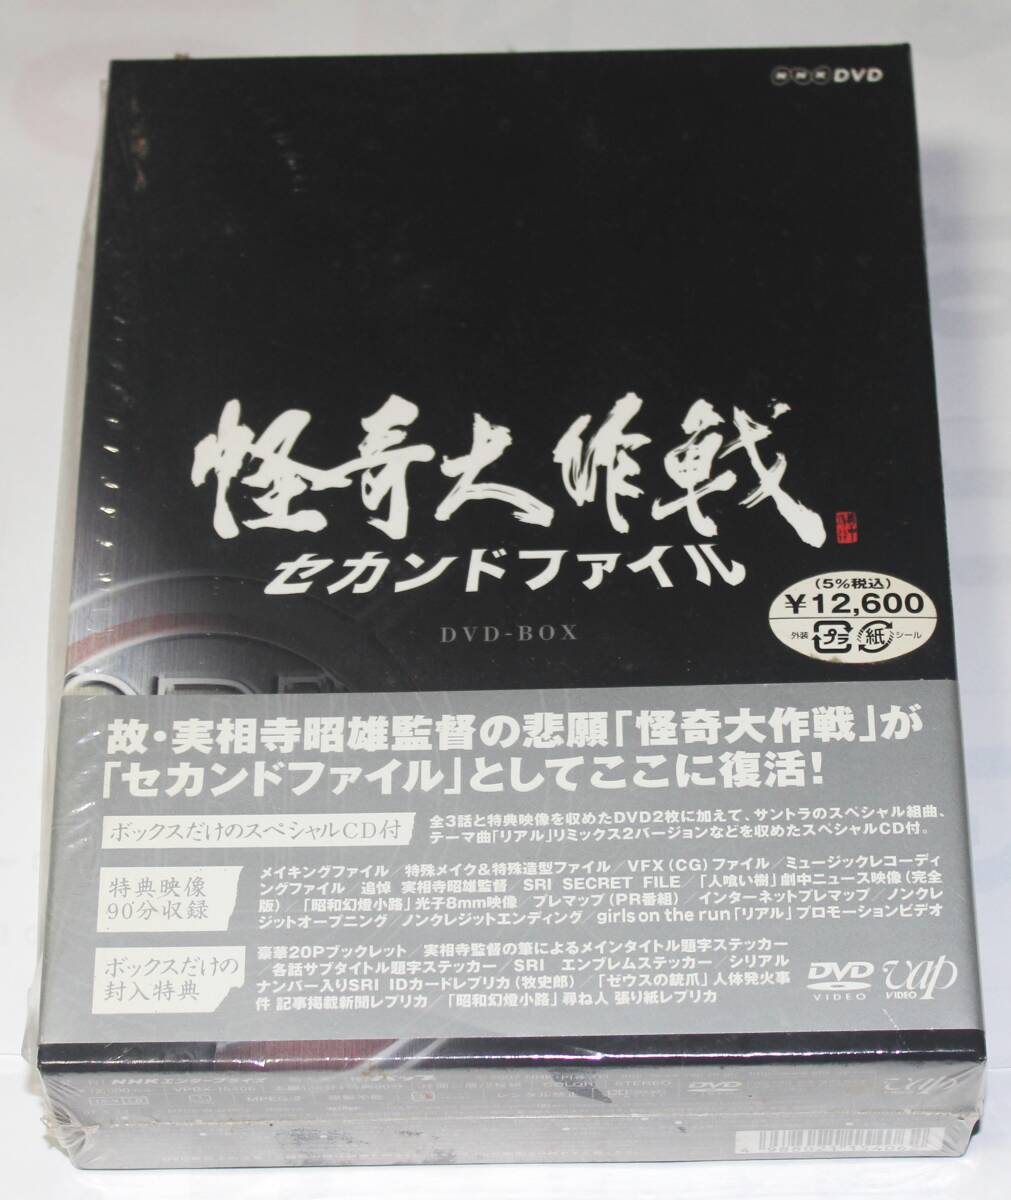 NHK DVD
怪奇大作戦
セカンドファイル
DVD-BOX
(5%税込)
¥12,600
外装 プラ 紙 シール
故・実相寺昭雄監督の悲願「怪奇大作戦」が
「セカンドファイル」としてここに復活!
ボックスだけのスペシャルCD付
全3話と特典映像を収めたDVD2枚に加えて、サントラのスペシャル組曲、
テーマ曲「リアル」リミックス2バージョンなどを収めたスペシャルCD付。
特典映像
90分収録
メイキングファイル/特殊メイク&特殊造型ファイル/VFX(CG)ファイル/ミュージックレコーディ
ングファイル/追悼 実相寺昭雄監督/SRI SECRET FILE/「人喰い樹」劇中ニュース映像(完全
版)/「昭和幻燈小路」光子8mm映像/プレマップ(PR番組)/インターネットプレマップ/ノンクレ
ジットオープニング/ノンクレジットエンディング/girls on the run「リアル」プロモーションビデオ
ボックスだけの
封入特典
豪華20Pブックレット/実相寺監督の筆によるメインタイトル題字ステッカー
/各話サブタイトル題字ステッカー/SRI エンブレムステッカー/シリアル
ナンバー入りSRI IDカードレプリカ(牧史郎)/「ゼウスの銃爪」人体発火事
件 記事掲載新聞レプリカ/「昭和幻燈小路」尋ね人 張り紙レプリカ
DVD
VIDEO
vap
VIDEO
NHKエンタープライズ
COLOR
STEREO
DVD
MPEG-2
レンタル禁止